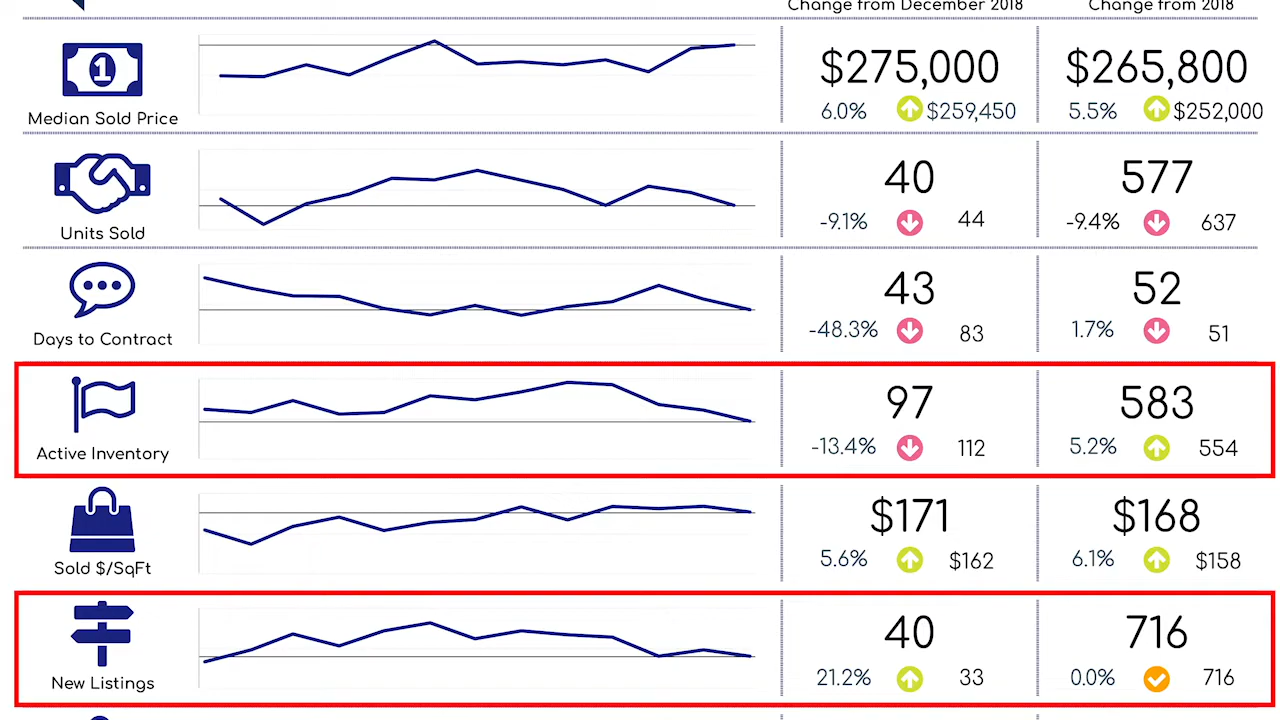 Change from December 2018 Change from 2018
1
$275,000 $265,800
Median Sold Price 6.0% $259,450 5.5% $252,000
40 577
Units Sold -9.1% 44 -9.4% 637
43 52
Days to Contract -48.3% 83 1.7% 51
97 583
Active Inventory -13.4% 112 5.2% 554
$171 $168
Sold $/SqFt 5.6% $162 6.1% $158
40 716
New Listings 21.2% 33 0.0% 716